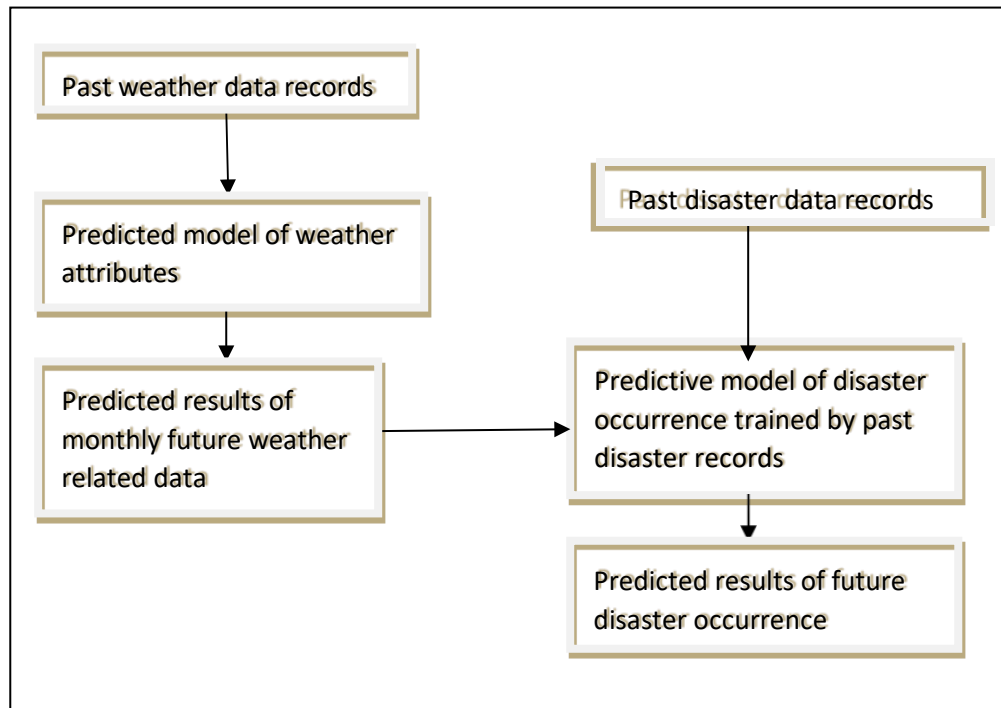 Past weather data records
Predicted model of weather
attributes
Predicted results of
monthly future weather
related data
Past disaster data records
Predictive model of disaster
occurrence trained by past
disaster records
Predicted results of future
disaster occurrence